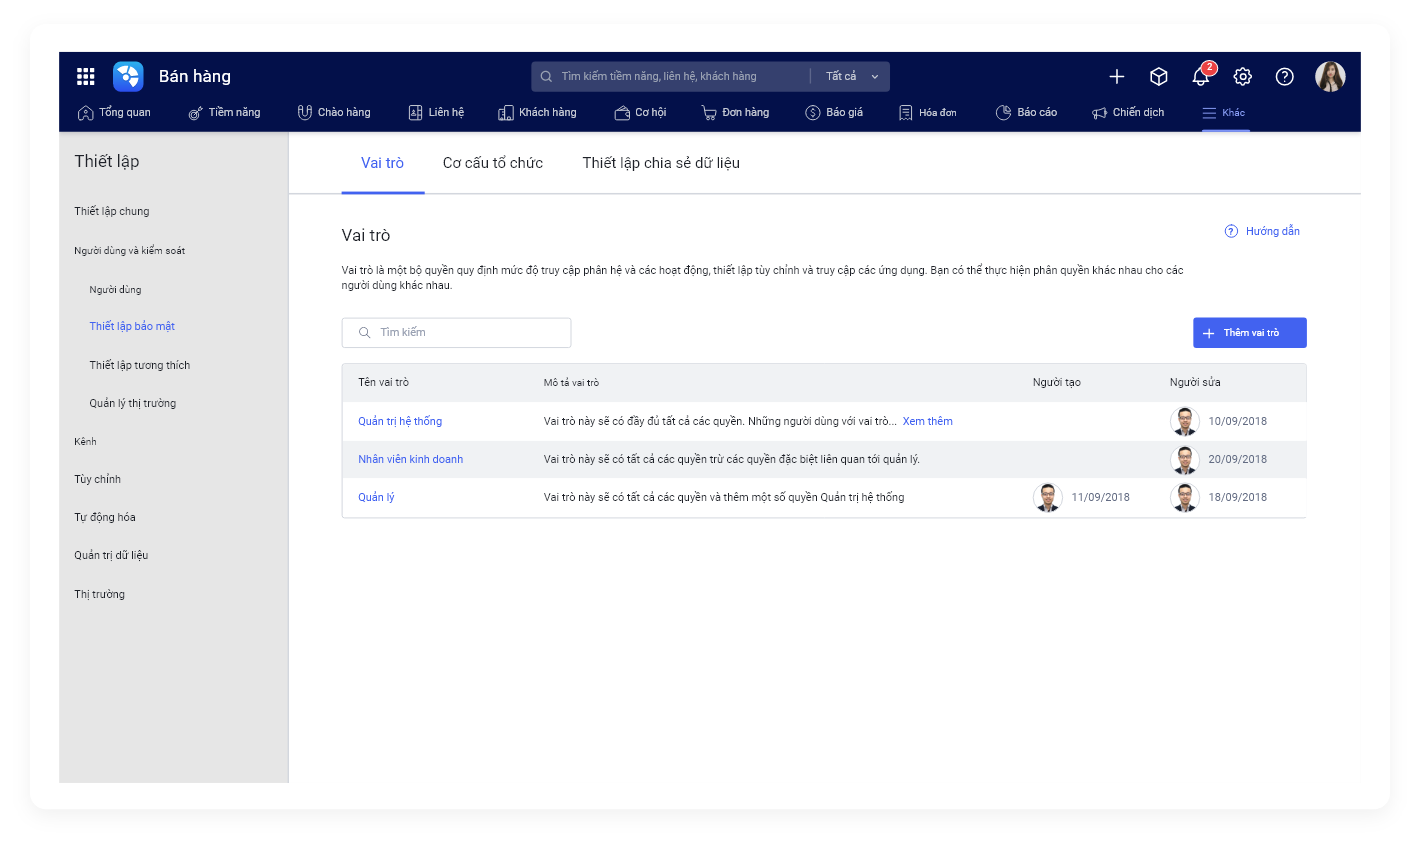 Bán hàng
Tìm kiếm tiềm năng, liên hệ, khách hàng
Tất cả
2
Tổng quan
Tiềm năng
Chào hàng
Liên hệ
Khách hàng
Cơ hội
Đơn hàng
Báo giá
Hóa đơn
Báo cáo
Chiến dịch
Khác
Thiết lập
Thiết lập chung
Người dùng và kiểm soát
Người dùng
Thiết lập bảo mật
Thiết lập tương thích
Quản lý thị trường
Kênh
Tùy chỉnh
Tự động hóa
Quản trị dữ liệu
Thị trường
Vai trò
Cơ cấu tổ chức
Thiết lập chia sẻ dữ liệu
Vai trò
Hướng dẫn
Vai trò là một bộ quyền quy định mức độ truy cập phân hệ và các hoạt động, thiết lập tùy chỉnh và truy cập các ứng dụng. Bạn có thể thực hiện phân quyền khác nhau cho các
người dùng khác nhau.
Tìm kiếm
Thêm vai trò
Tên vai trò
Mô tả vai trò
Người tạo
Người sửa
Quản trị hệ thống
Vai trò này sẽ có đầy đủ tất cả các quyền. Những người dùng với vai trò... Xem thêm
10/09/2018
Nhân viên kinh doanh
Vai trò này sẽ có tất cả các quyền trừ các quyền đặc biệt liên quan tới quản lý.
20/09/2018
Quản lý
Vai trò này sẽ có tất cả các quyền và thêm một số quyền Quản trị hệ thống
11/09/2018
18/09/2018